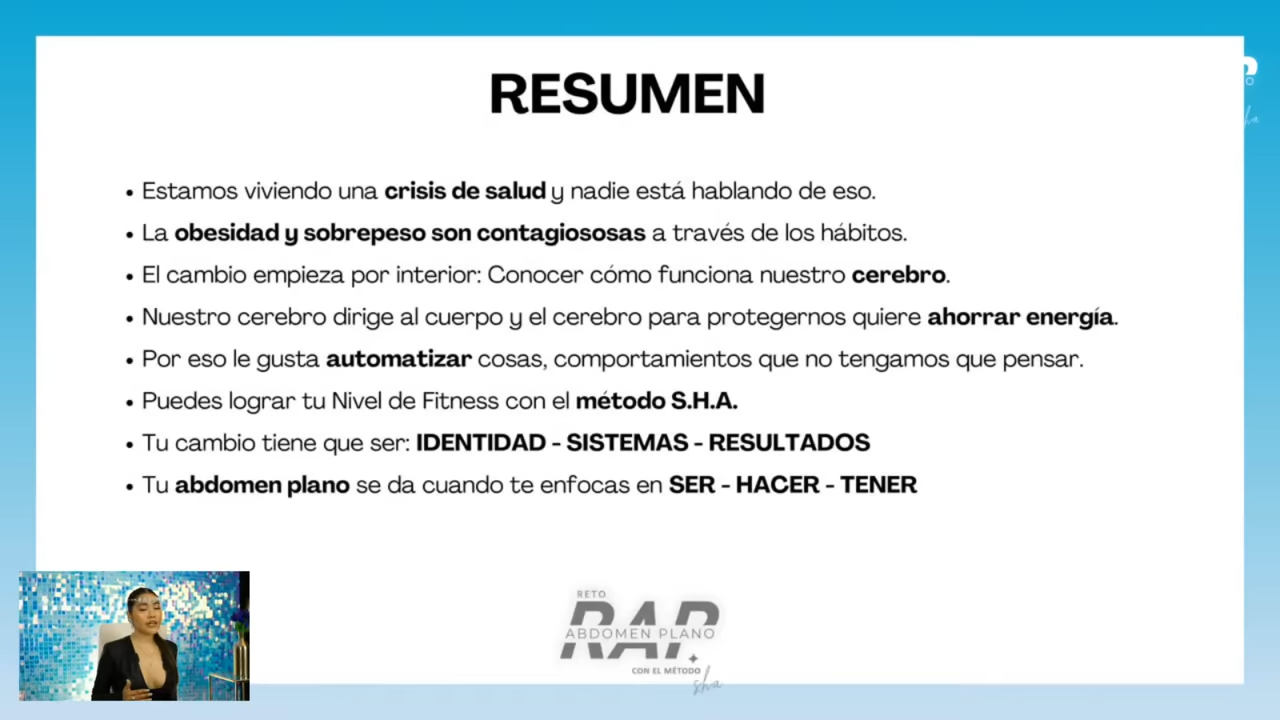 RESUMEN
• Estamos viviendo una crisis de salud y nadie está hablando de eso.
• La obesidad y sobrepeso son contagiososas a través de los hábitos.
• El cambio empieza por interior: Conocer cómo funciona nuestro cerebro.
• Nuestro cerebro dirige al cuerpo y el cerebro para protegernos quiere ahorrar energía.
• Por eso le gusta automatizar cosas, comportamientos que no tengamos que pensar.
• Puedes lograr tu Nivel de Fitness con el método S.H.A.
• Tu cambio tiene que ser: IDENTIDAD - SISTEMAS - RESULTADOS
• Tu abdomen plano se da cuando te enfocas en SER - HACER - TENER
RETO
RAP
ABDOMEN PLANO
CON EL MÉTODO
sha